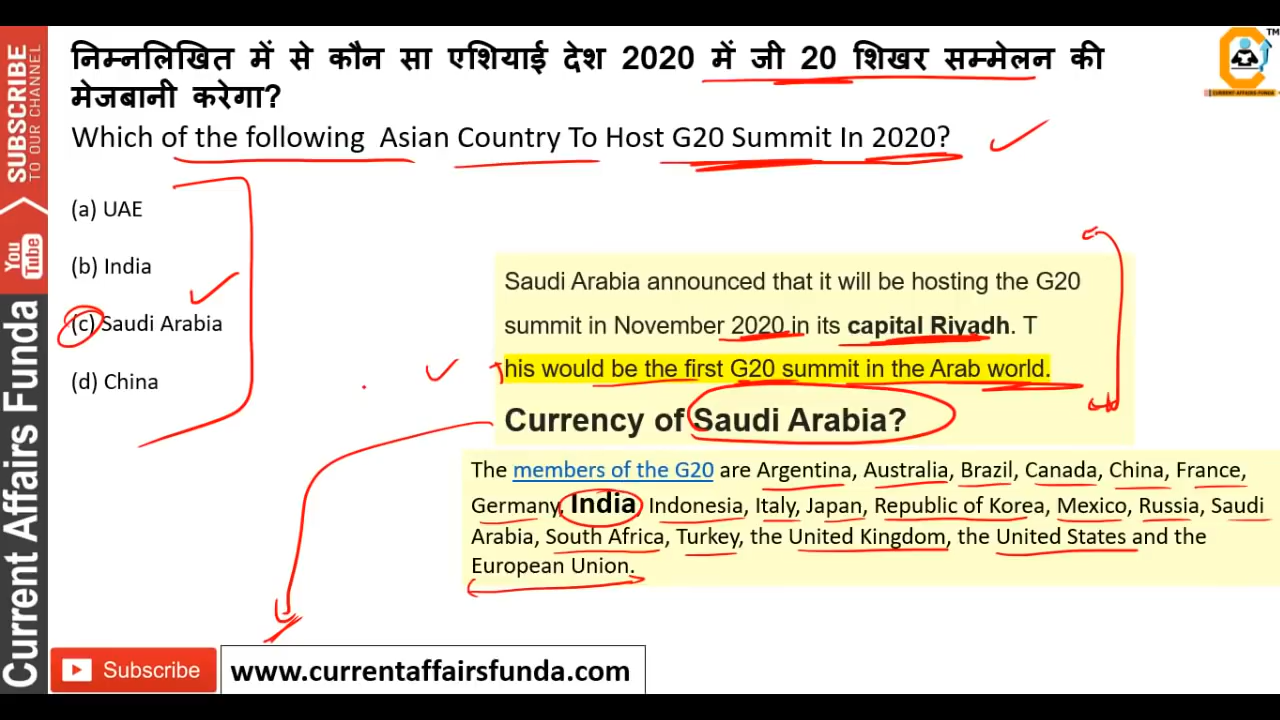 SUBSCRIBE
TO OUR CHANNEL
You
Tube
Current Affairs Funda
TM
CURRENT-AFFAIRS-FUNDA
निम्नलिखित में से कौन सा एशियाई देश 2020 में जी 20 शिखर सम्मेलन की
मेजबानी करेगा?
Which of the following Asian Country To Host G20 Summit In 2020?
(a) UAE
(b) India
(c) Saudi Arabia
(d) China
Saudi Arabia announced that it will be hosting the G20
summit in November 2020 in its capital Riyadh. T
his would be the first G20 summit in the Arab world.
Currency of Saudi Arabia?
The members of the G20 are Argentina, Australia, Brazil, Canada, China, France,
Germany, India, Indonesia, Italy, Japan, Republic of Korea, Mexico, Russia, Saudi
Arabia, South Africa, Turkey, the United Kingdom, the United States and the
European Union.
Subscribe
www.currentaffairsfunda.com